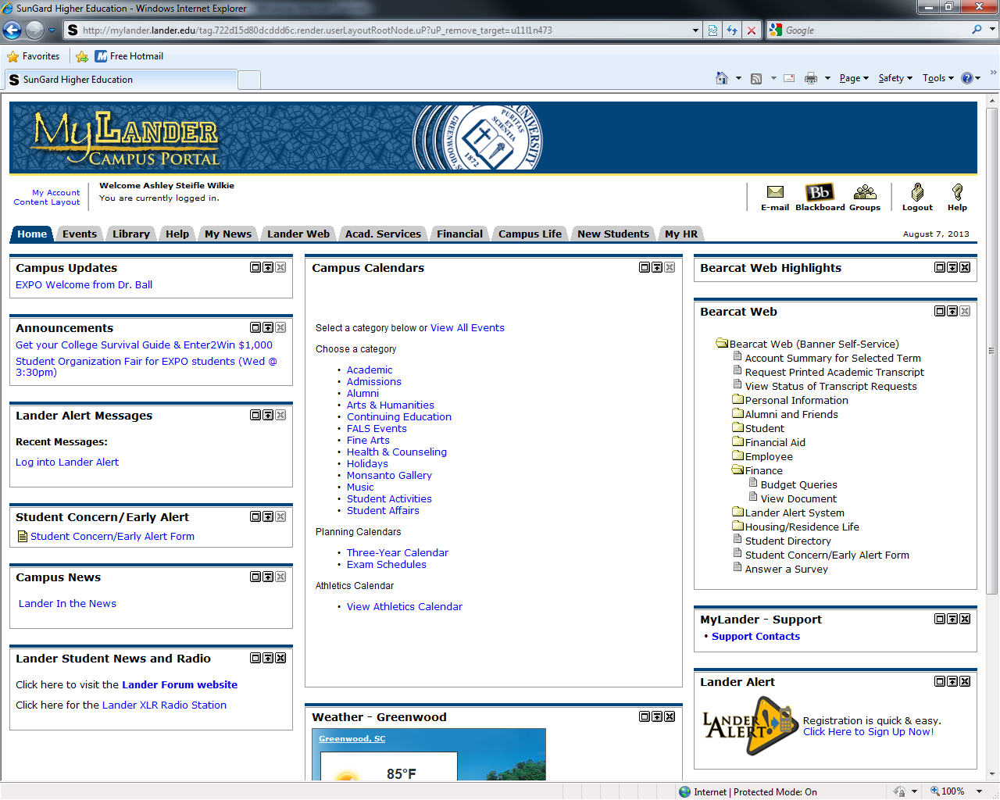 SunGard Higher Education - Windows Internet Explorer
http://mylander.lander.edu/tag.722d15d80dcddd6c.render.userLayoutRootNode.uP?uP_remove_target=u11l1n473
Google
Favorites
Free Hotmail
SunGard Higher Education
Page
Safety
Tools
MyLander
Campus Portal
UNIVERSITY
PURITAS ET SCIENTIA
GREENWOOD, S.
1872
My Account
Content Layout
Welcome Ashley Steifle Wilkie
You are currently logged in.
E-mail
Bb
Blackboard
Groups
Logout
Help
Home
Events
Library
Help
My News
Lander Web
Acad. Services
Financial
Campus Life
New Students
My HR
August 7, 2013
Campus Updates
EXPO Welcome from Dr. Ball
Announcements
Get your College Survival Guide & Enter2Win $1,000
Student Organization Fair for EXPO students (Wed @
3:30pm)
Lander Alert Messages
Recent Messages:
Log into Lander Alert
Student Concern/Early Alert
Student Concern/Early Alert Form
Campus News
Lander In the News
Lander Student News and Radio
Click here to visit the Lander Forum website
Click here for the Lander XLR Radio Station
Campus Calendars
Select a category below or View All Events
Choose a category
• Academic
• Admissions
• Alumni
• Arts & Humanities
• Continuing Education
• FALS Events
• Fine Arts
• Health & Counseling
• Holidays
• Monsanto Gallery
• Music
• Student Activities
• Student Affairs
Planning Calendars
• Three-Year Calendar
• Exam Schedules
Athletics Calendar
• View Athletics Calendar
Weather - Greenwood
Greenwood, SC
85°F
Bearcat Web Highlights
Bearcat Web
Bearcat Web (Banner Self-Service)
Account Summary for Selected Term
Request Printed Academic Transcript
View Status of Transcript Requests
Personal Information
Alumni and Friends
Student
Financial Aid
Employee
Finance
Budget Queries
View Document
Lander Alert System
Housing/Residence Life
Student Directory
Student Concern/Early Alert Form
Answer a Survey
MyLander - Support
• Support Contacts
Lander Alert
LANDER
ALERT
Registration is quick & easy.
Click Here to Sign Up Now!
Internet | Protected Mode: On
100%